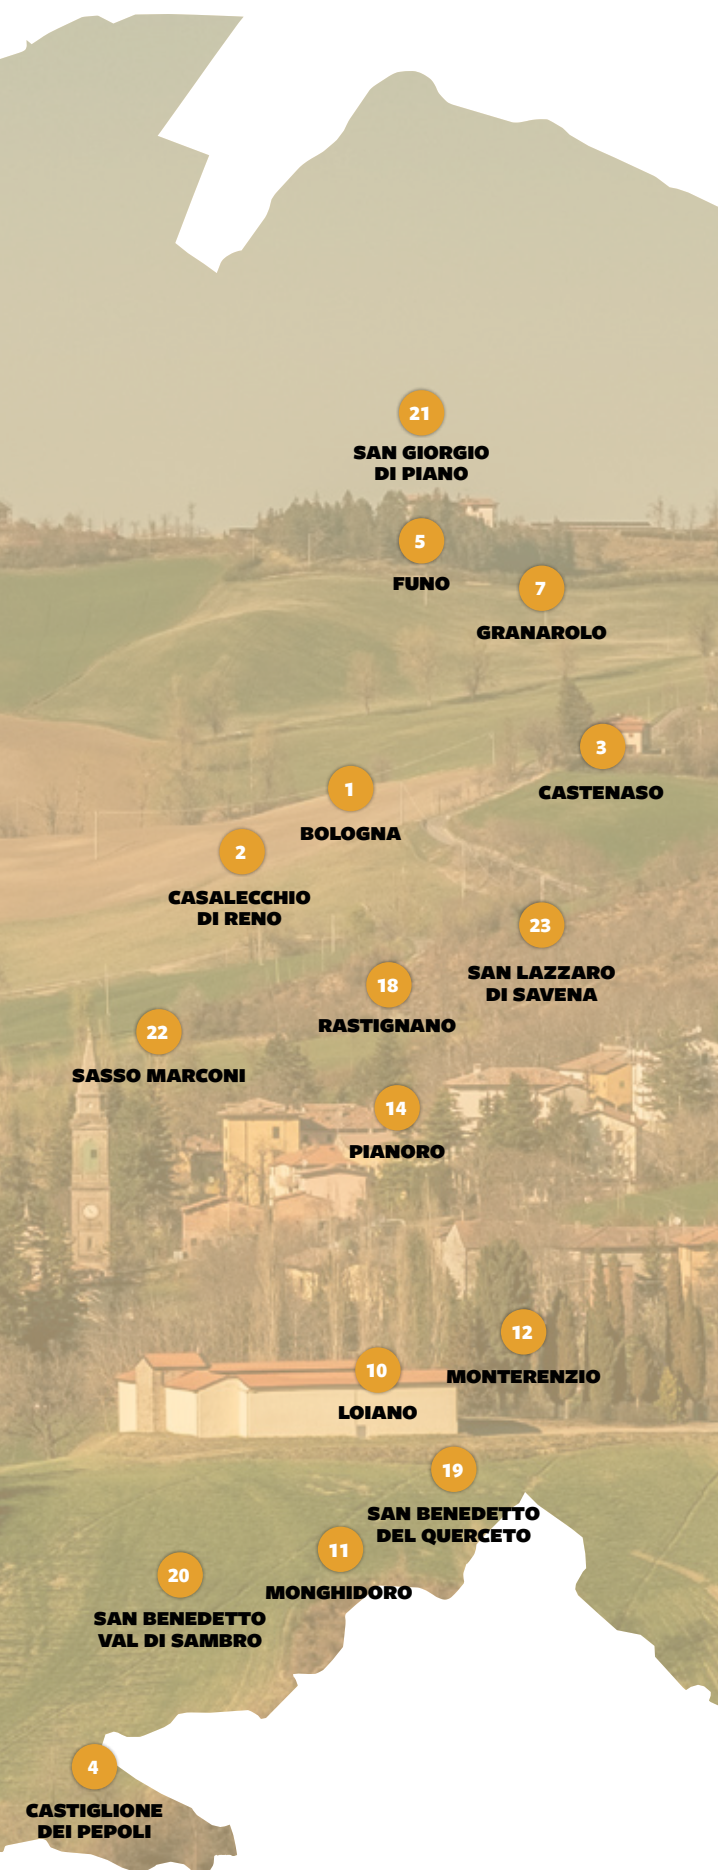 21
SAN GIORGIO
DI PIANO
5
FUNO
7
GRANAROLO
3
CASTENASO
1
BOLOGNA
2
CASALECCHIO
DI RENO
23
SAN LAZZARO
DI SAVENA
18
RASTIGNANO
22
SASSO MARCONI
14
PIANORO
12
MONTERENZIO
10
LOIANO
19
SAN BENEDETTO
DEL QUERCETO
11
MONGHIDORO
20
SAN BENEDETTO
VAL DI SAMBRO
4
CASTIGLIONE
DEI PEPOLI